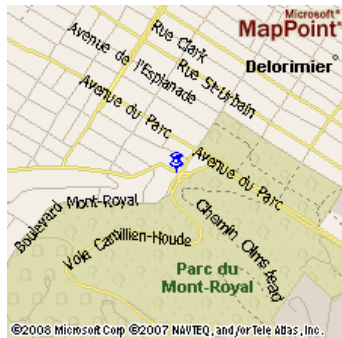 Microsoft®
MapPoint®
Rue Clark
Avenue de l'Esplanade
Rue St-Urbain
Delorimier
Avenue du Parc
Avenue du Parc
Boulevard Mont-Royal
Chemin Olmstead
Voie Camillien-Houde
Parc du
Mont-Royal
©2008 Microsoft Corp ©2007 NAVTEQ, and/or Tele Atlas, Inc.